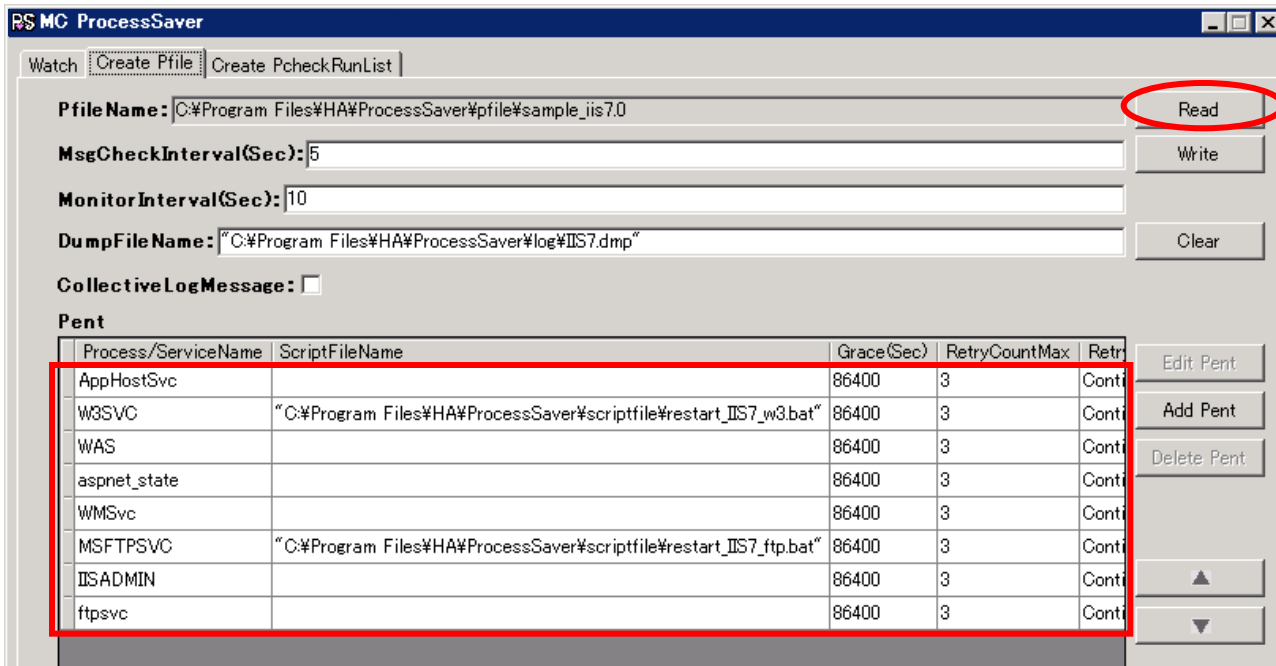 RS MC ProcessSaver
Watch Create Pfile Create PcheckRunList
PfileName: C:¥Program Files¥HA¥ProcessSaver¥pfile¥sample_iis7.0 Read
MsgCheckInterval(Sec): 5 Write
MonitorInterval(Sec): 10
DumpFileName: "C:¥Program Files¥HA¥ProcessSaver¥log¥IIS7.dmp" Clear
CollectiveLogMessage:
Pent
Process/ServiceName ScriptFileName Grace(Sec) RetryCountMax Retry Edit Pent
AppHostSvc 86400 3 Conti
W3SVC "C:¥Program Files¥HA¥ProcessSaver¥scriptfile¥restart_IIS7_w3.bat" 86400 3 Conti Add Pent
WAS 86400 3 Conti Delete Pent
aspnet_state 86400 3 Conti
WMSvc 86400 3 Conti
MSFTPSVC "C:¥Program Files¥HA¥ProcessSaver¥scriptfile¥restart_IIS7_ftp.bat" 86400 3 Conti
IISADMIN 86400 3 Conti
ftpsvc 86400 3 Conti